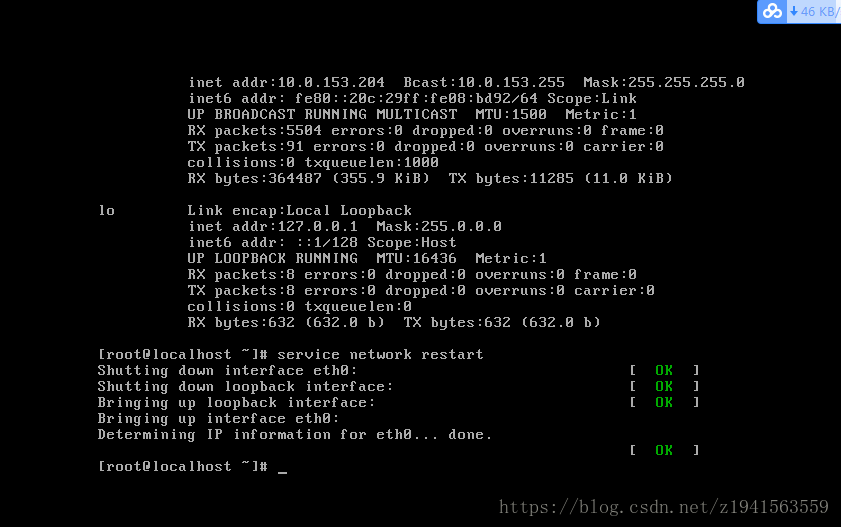 46 KB/
inet addr:10.0.153.204  Bcast:10.0.153.255  Mask:255.255.255.0
inet6 addr: fe80::20c:29ff:fe08:bd92/64 Scope:Link
UP BROADCAST RUNNING MULTICAST  MTU:1500  Metric:1
RX packets:5504 errors:0 dropped:0 overruns:0 frame:0
TX packets:91 errors:0 dropped:0 overruns:0 carrier:0
collisions:0 txqueuelen:1000
RX bytes:364487 (355.9 KiB)  TX bytes:11285 (11.0 KiB)
lo        Link encap:Local Loopback
inet addr:127.0.0.1  Mask:255.0.0.0
inet6 addr: ::1/128 Scope:Host
UP LOOPBACK RUNNING  MTU:16436  Metric:1
RX packets:8 errors:0 dropped:0 overruns:0 frame:0
TX packets:8 errors:0 dropped:0 overruns:0 carrier:0
collisions:0 txqueuelen:0
RX bytes:632 (632.0 b)  TX bytes:632 (632.0 b)
[root@localhost ~]# service network restart
Shutting down interface eth0:                              [  OK  ]
Shutting down loopback interface:                          [  OK  ]
Bringing up loopback interface:                            [  OK  ]
Bringing up interface eth0:
Determining IP information for eth0... done.
[  OK  ]
[root@localhost ~]# _
https://blog.csdn.net/z1941563559